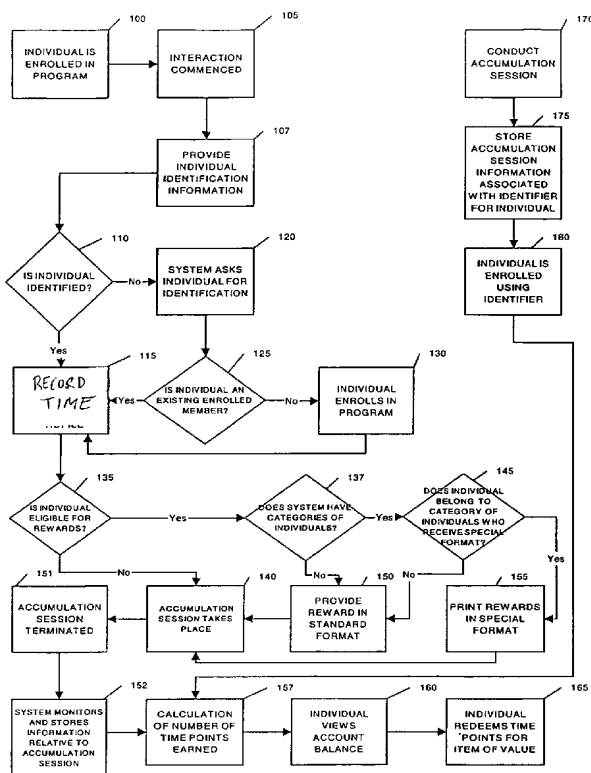 100
INDIVIDUAL IS
ENROLLED IN
PROGRAM
105
INTERACTION
COMMENCED
170
CONDUCT
ACCUMULATION
SESSION
107
PROVIDE
INDIVIDUAL
IDENTIFICATION
INFORMATION
175
STORE
ACCUMULATION
SESSION
INFORMATION
ASSOCIATED
WITH IDENTIFIER
FOR INDIVIDUAL
110
IS INDIVIDUAL
IDENTIFIED?
No
120
SYSTEM ASKS
INDIVIDUAL FOR
IDENTIFICATION
180
INDIVIDUAL IS
ENROLLED
USING
IDENTIFIER
Yes
115
RECORD
TIME
125
IS INDIVIDUAL AN
EXISTING ENROLLED
MEMBER?
Yes
No
130
INDIVIDUAL
ENROLLS IN
PROGRAM
135
IS INDIVIDUAL
ELIGIBLE FOR
REWARDS?
Yes
No
137
DOES SYSTEM HAVE
CATEGORIES OF
INDIVIDUALS?
Yes
No
145
DOES INDIVIDUAL
BELONG TO
CATEGORY OF
INDIVIDUALS WHO
RECEIVE SPECIAL
FORMAT?
Yes
No
151
ACCUMULATION
SESSION
TERMINATED
140
ACCUMULATION
SESSION TAKES
PLACE
150
PROVIDE
REWARD IN
STANDARD
FORMAT
155
PRINT REWARDS
IN SPECIAL
FORMAT
152
SYSTEM MONITORS
AND STORES
INFORMATION
RELATIVE TO
ACCUMULATION
SESSION
157
CALCULATION
OF NUMBER OF
TIME POINTS
EARNED
160
INDIVIDUAL
VIEWS
ACCOUNT
BALANCE
165
INDIVIDUAL
REDEEMS TIME
POINTS FOR
ITEM OF VALUE